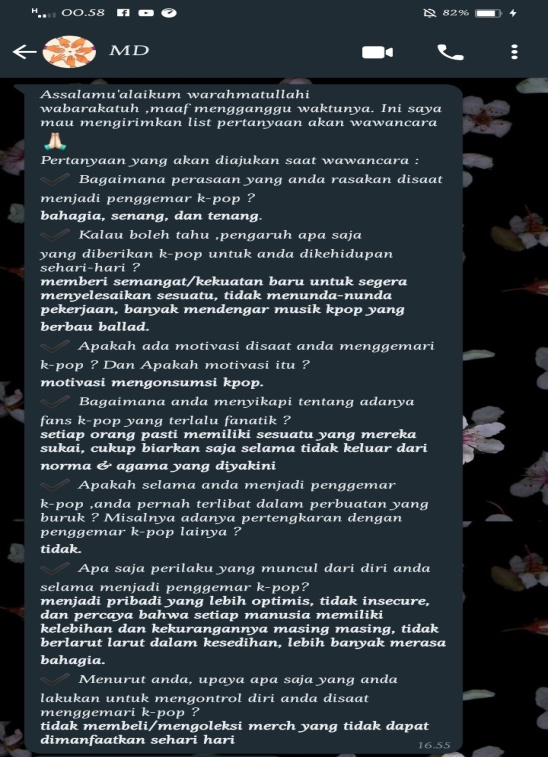 H
00.58
82%
MD
Assalamu'alaikum warahmatullahi
wabarakatuh ,maaf mengganggu waktunya. Ini saya
mau mengirimkan list pertanyaan akan wawancara
🙏🏻
Pertanyaan yang akan diajukan saat wawancara :
✓ Bagaimana perasaan yang anda rasakan disaat
menjadi penggemar k-pop ?
bahagia, senang, dan tenang.
✓ Kalau boleh tahu ,pengaruh apa saja
yang diberikan k-pop untuk anda dikehidupan
sehari-hari ?
memberi semangat/kekuatan baru untuk segera
menyelesaikan sesuatu, tidak menunda-nunda
pekerjaan, banyak mendengar musik kpop yang
berbau ballad.
✓ Apakah ada motivasi disaat anda menggemari
k-pop ? Dan Apakah motivasi itu ?
motivasi mengonsumsi kpop.
✓ Bagaimana anda menyikapi tentang adanya
fans k-pop yang terlalu fanatik ?
setiap orang pasti memiliki sesuatu yang mereka
sukai, cukup biarkan saja selama tidak keluar dari
norma & agama yang diyakini
✓ Apakah selama anda menjadi penggemar
k-pop ,anda pernah terlibat dalam perbuatan yang
buruk ? Misalnya adanya pertengkaran dengan
penggemar k-pop lainya ?
tidak.
✓ Apa saja perilaku yang muncul dari diri anda
selama menjadi penggemar k-pop?
menjadi pribadi yang lebih optimis, tidak insecure,
dan percaya bahwa setiap manusia memiliki
kelebihan dan kekurangannya masing masing, tidak
berlarut larut dalam kesedihan, lebih banyak merasa
bahagia.
✓ Menurut anda, upaya apa saja yang anda
lakukan untuk mengontrol diri anda disaat
menggemari k-pop ?
tidak membeli/mengoleksi merch yang tidak dapat
dimanfaatkan sehari hari
16.55